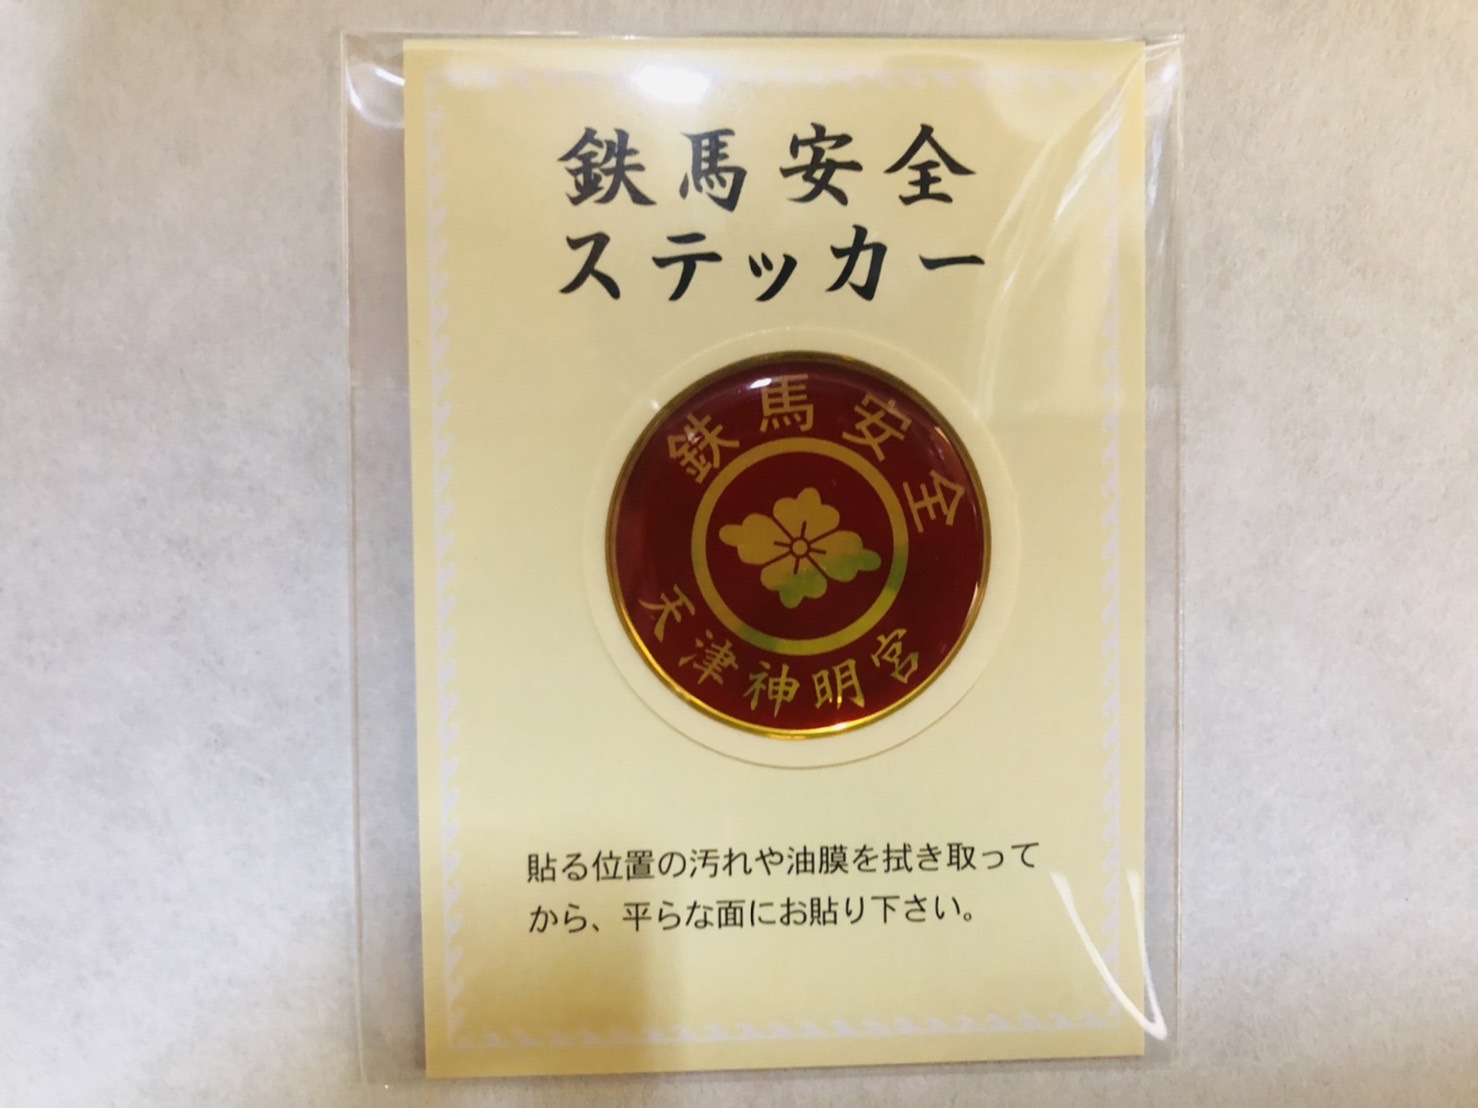 鉄馬安全
ステッカー
鉄馬安全
天津神明宮
貼る位置の汚れや油膜を拭き取って
から、平らな面にお貼り下さい。